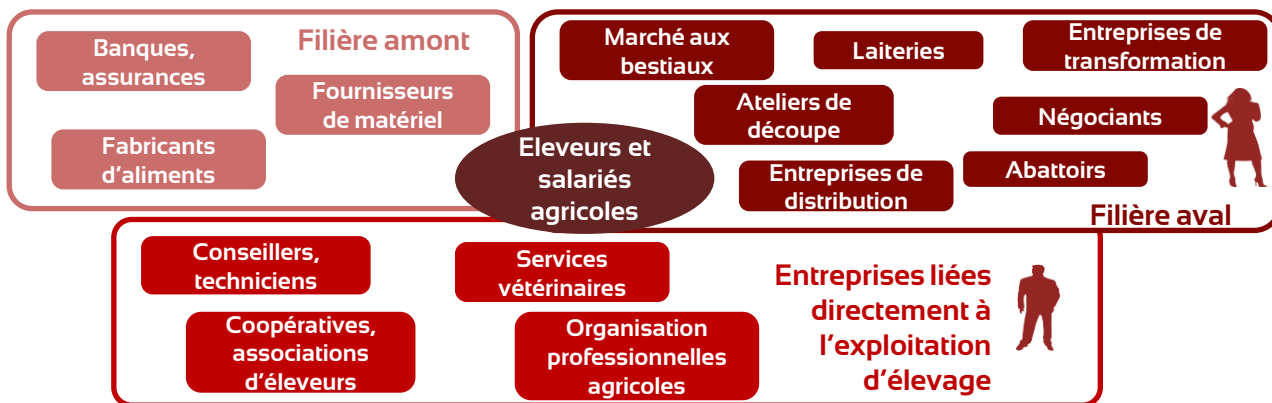 Filière amont
Banques,
assurances
Fournisseurs
de matériel
Fabricants
d'aliments
Eleveurs et
salariés
agricoles
Marché aux
bestiaux
Laiteries
Entreprises de
transformation
Ateliers de
découpe
Négociants
Entreprises de
distribution
Abattoirs
Filière aval
Conseillers,
techniciens
Services
vétérinaires
Coopératives,
associations
d'éleveurs
Organisation
professionnelles
agricoles
Entreprises liées
directement à
l'exploitation
d'élevage